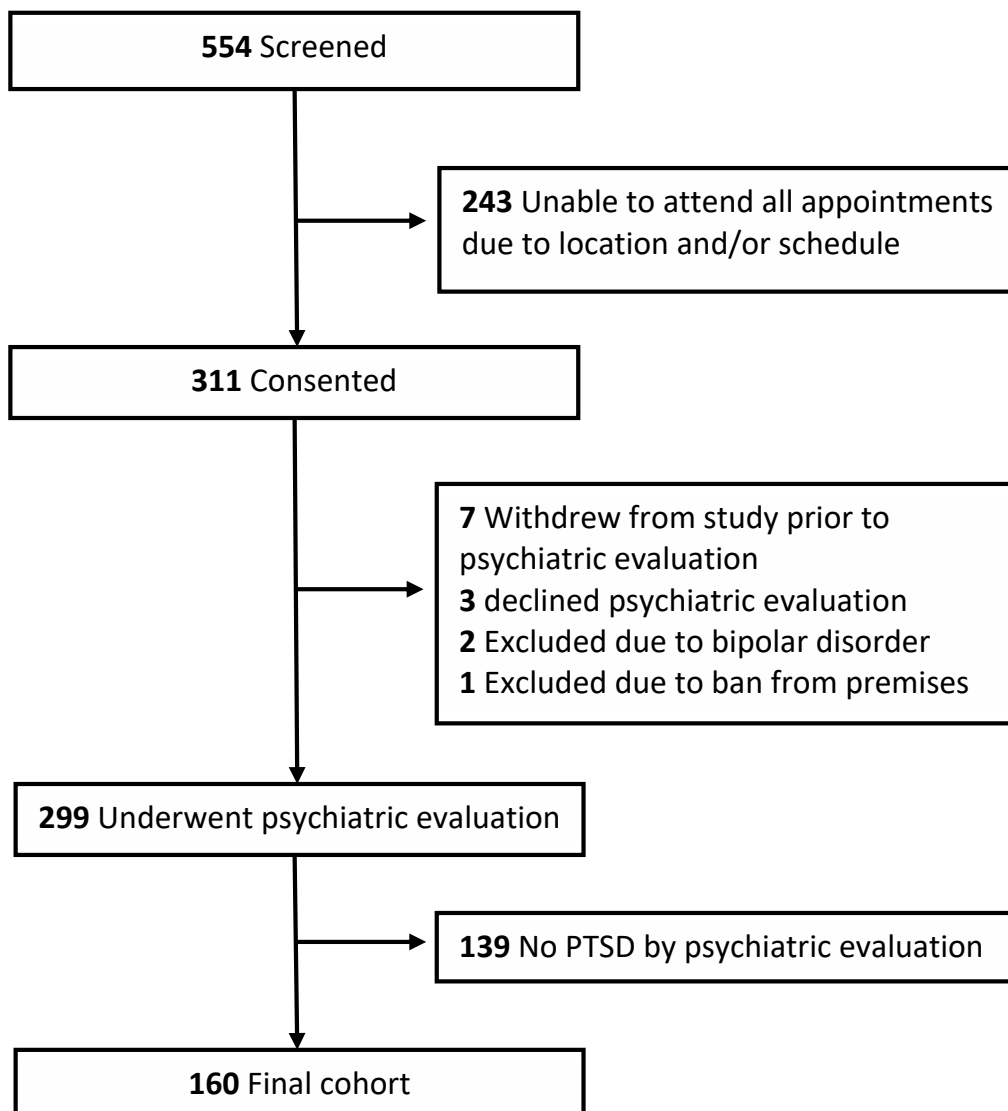 554 Screened
243 Unable to attend all appointments
due to location and/or schedule
311 Consented
7 Withdrew from study prior to
psychiatric evaluation
3 declined psychiatric evaluation
2 Excluded due to bipolar disorder
1 Excluded due to ban from premises
299 Underwent psychiatric evaluation
139 No PTSD by psychiatric evaluation
160 Final cohort